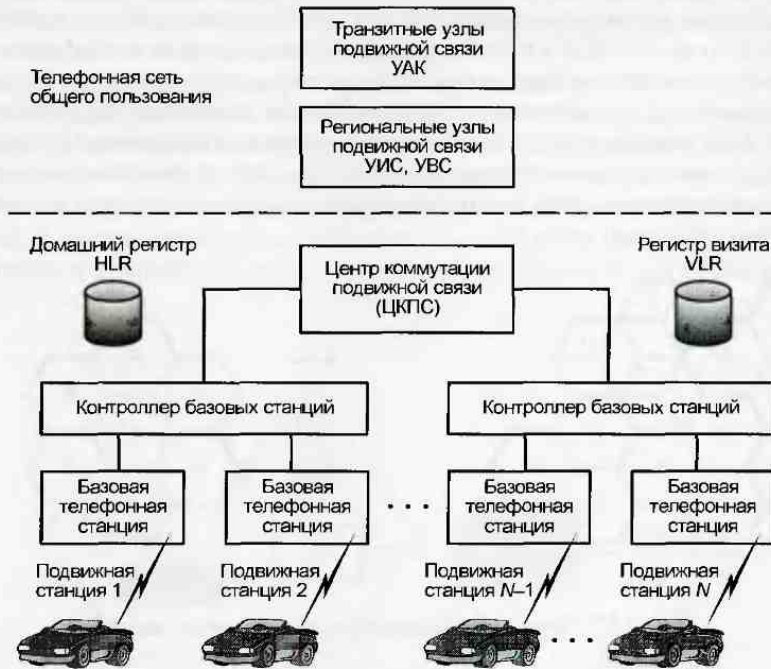 Транзитные узлы
подвижной связи
УАК
Телефонная сеть
общего пользования
Региональные узлы
подвижной связи
УИС, УВС
Домашний регистр
HLR
Центр коммутации
подвижной связи
(ЦКПС)
Регистр визита
VLR
Контроллер базовых станций
Контроллер базовых станций
Базовая
телефонная
станция
Базовая
телефонная
станция
. . .
Базовая
телефонная
станция
Базовая
телефонная
станция
Подвижная
станция 1
Подвижная
станция 2
Подвижная
станция N–1
Подвижная
станция N
. . .